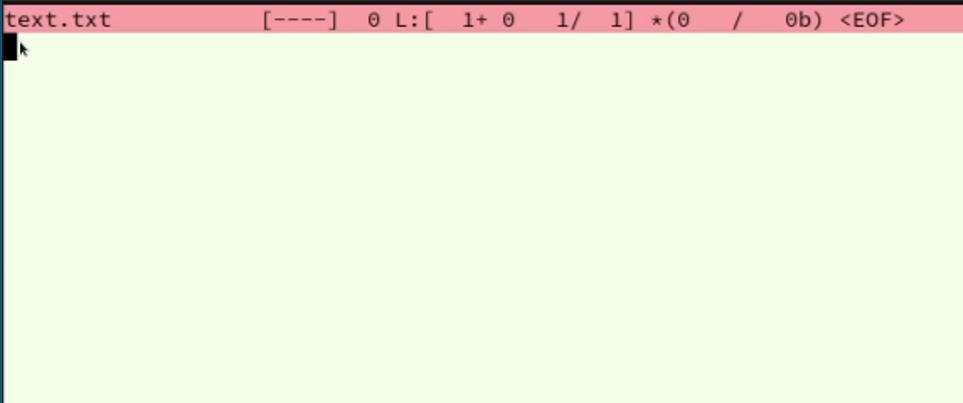 text.txt [----] 0 L:[ 1+ 0 1/ 1] *(0 / 0b) <EOF>